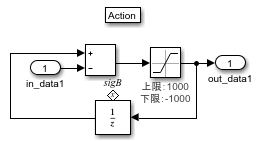 Action
+
−
1
in_data1
sigB
上限:1000
下限:-1000
1
out_data1
1
z